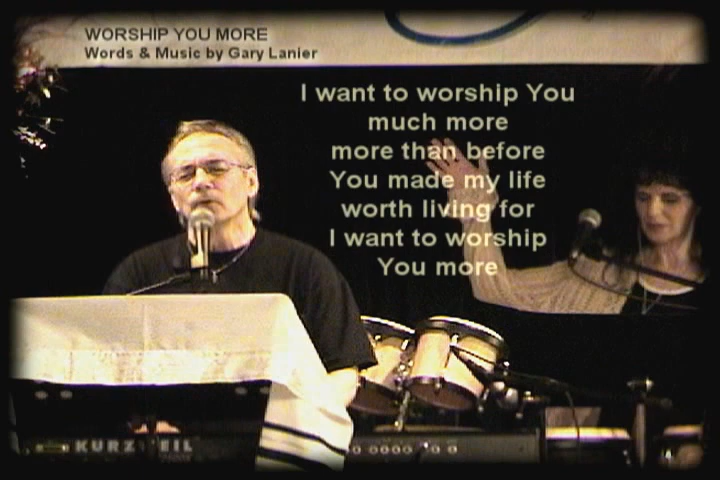 WORSHIP YOU MORE
Words & Music by Gary Lanier
I want to worship You
much more
more than before
You made my life
worth living for
I want to worship
You more
KURZWEIL